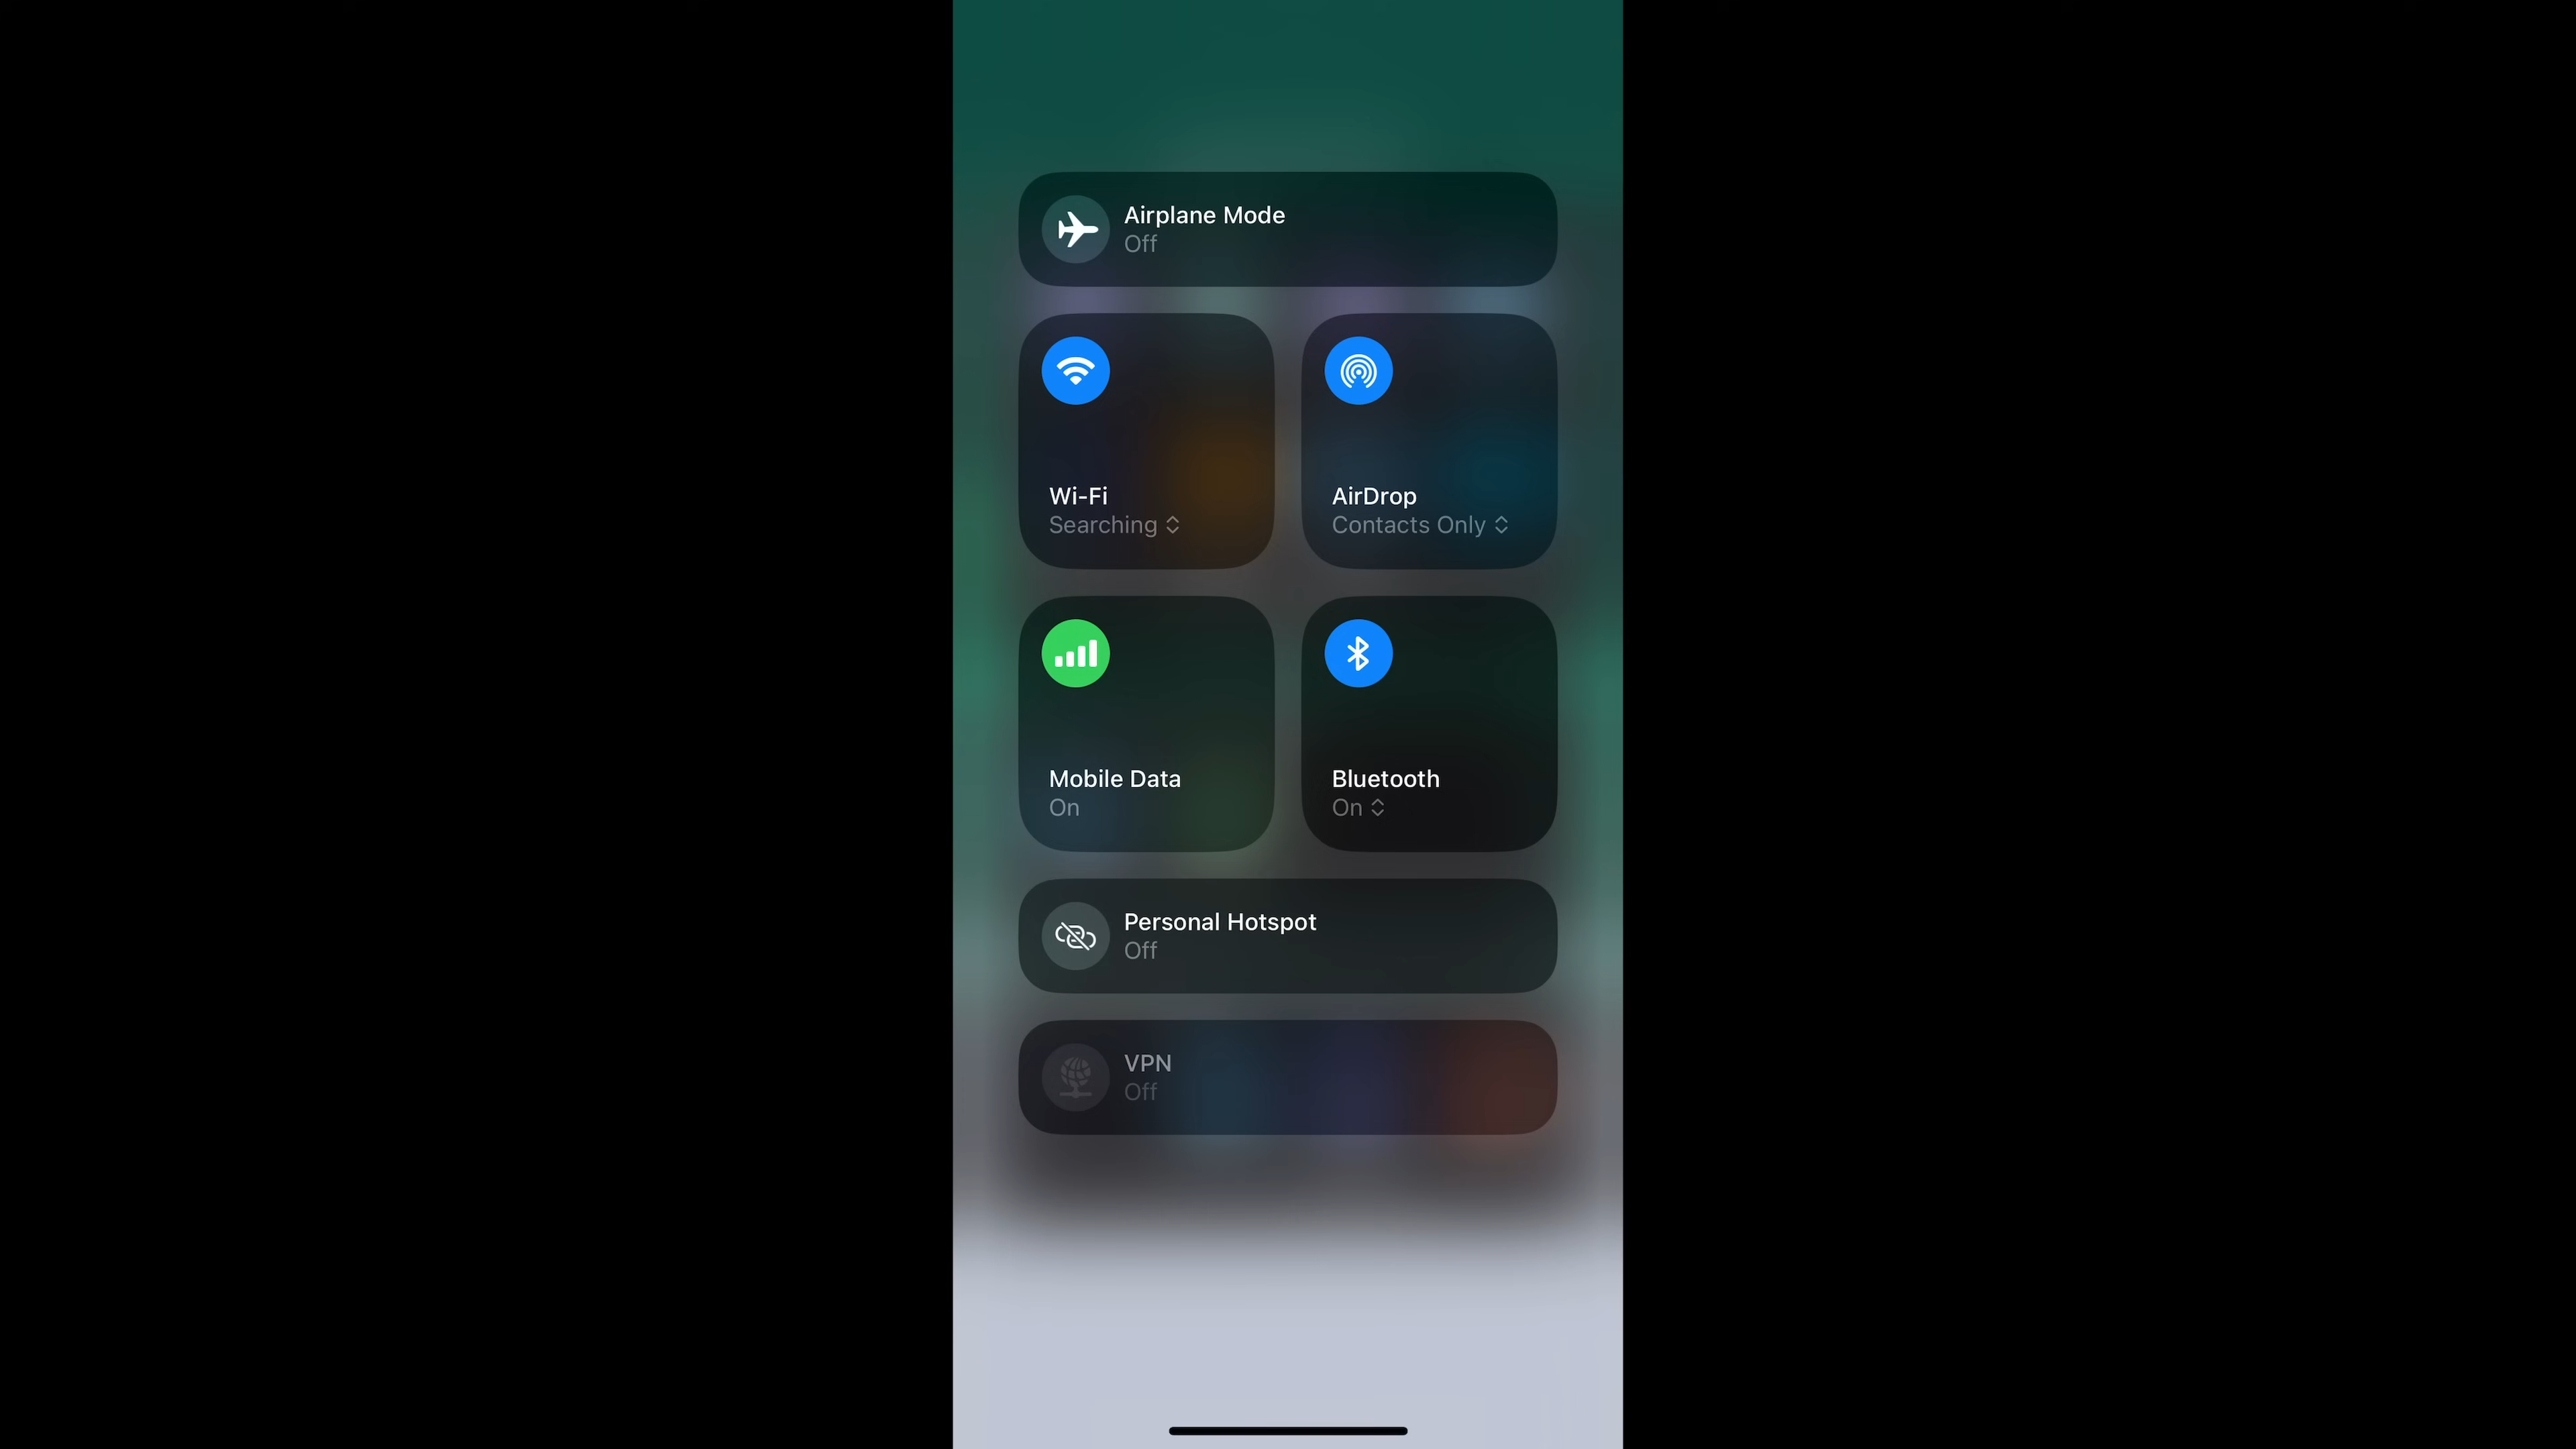 Airplane Mode
Off
Wi-Fi
Searching
AirDrop
Contacts Only
Mobile Data
On
Bluetooth
On
Personal Hotspot
Off
VPN
Off